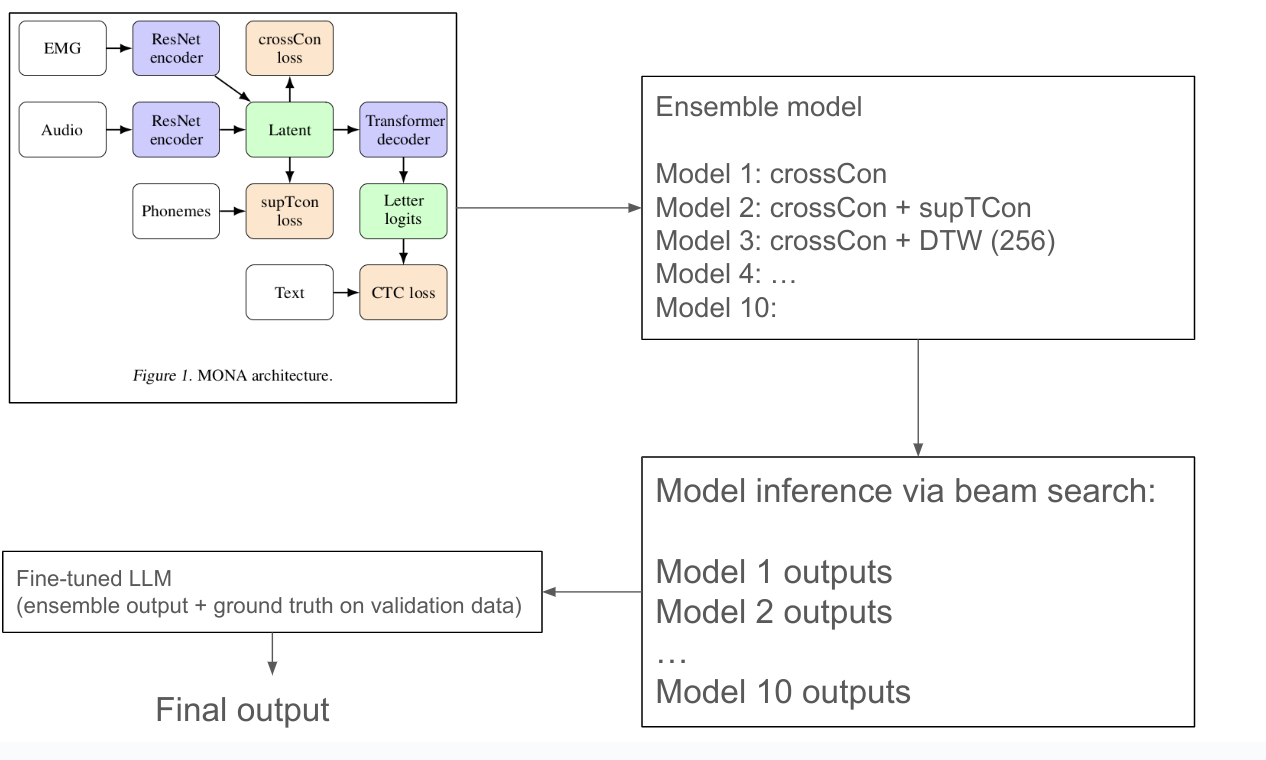 EMG
ResNet
encoder
crossCon
loss
Audio
ResNet
encoder
Latent
Transformer
decoder
Phonemes
supTcon
loss
Letter
logits
Text
CTC loss
Figure 1. MONA architecture.
Ensemble model
Model 1: crossCon
Model 2: crossCon + supTCon
Model 3: crossCon + DTW (256)
Model 4: …
Model 10:
Model inference via beam search:
Model 1 outputs
Model 2 outputs
…
Model 10 outputs
Fine-tuned LLM
(ensemble output + ground truth on validation data)
Final output